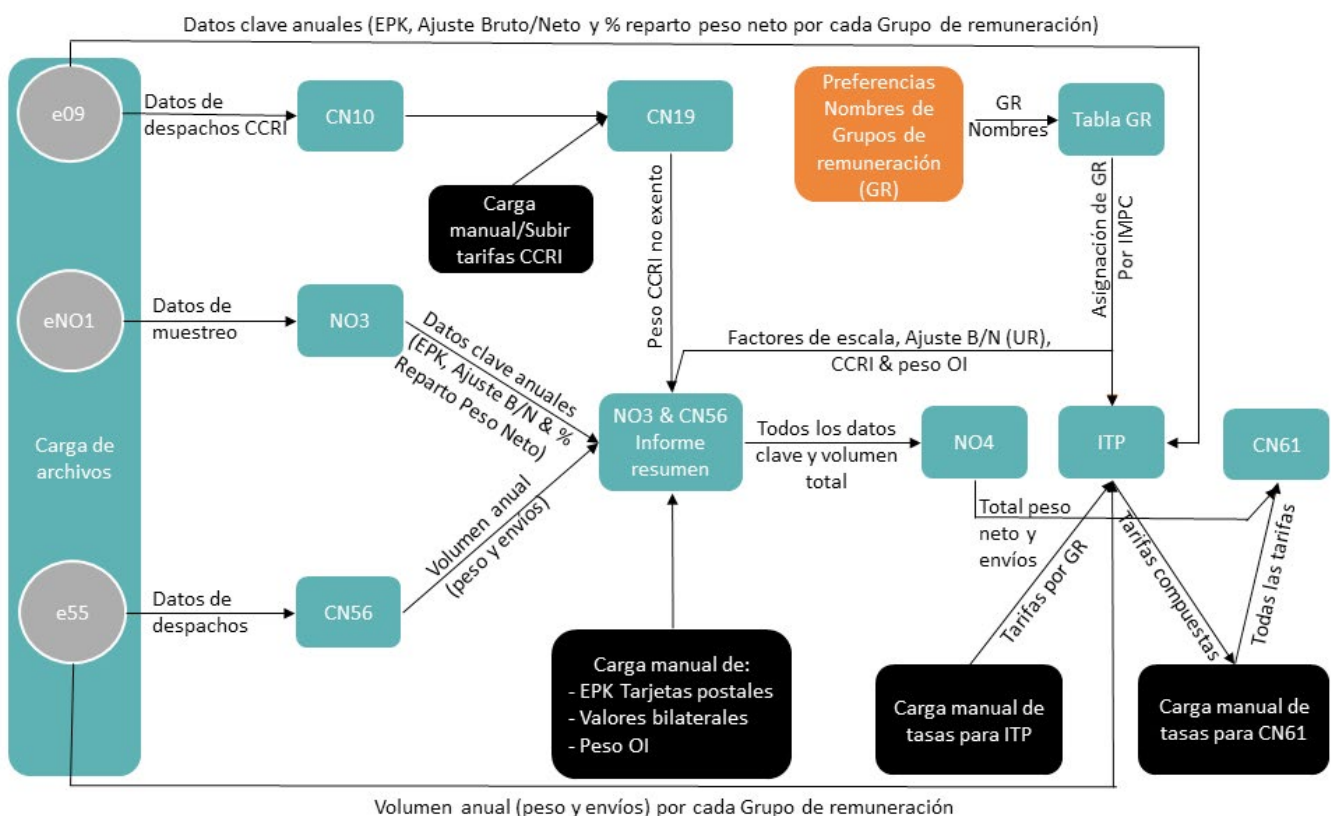 Datos clave anuales (EPK, Ajuste Bruto/Neto y % reparto peso neto por cada Grupo de remuneración)
e09
Datos de
despachos CCRI
CN10
CN19
Preferencias
Nombres de
Grupos de
remuneración
(GR)
GR
Nombres
Tabla GR
Carga
manual/Subir
tarifas CCRI
Peso CCRI no exento
Asignación de GR
Por IMPC
eNO1
Datos de
muestreo
NO3
Datos clave anuales
(EPK, Ajuste B/N & %
Reparto Peso Neto)
Factores de escala, Ajuste B/N (UR),
CCRI & peso OI
Carga de
archivos
NO3 & CN56
Informe
resumen
Todos los datos
clave y volumen
total
NO4
ITP
CN61
Total peso
neto y
envíos
Volumen anual
(peso y envíos)
Tarifas por GR
Tarifas compuestas
Todas las tarifas
e55
Datos de
despachos
CN56
Carga manual de:
- EPK Tarjetas postales
- Valores bilaterales
- Peso OI
Carga manual de
tasas para ITP
Carga manual de
tasas para CN61
Volumen anual (peso y envíos) por cada Grupo de remuneración